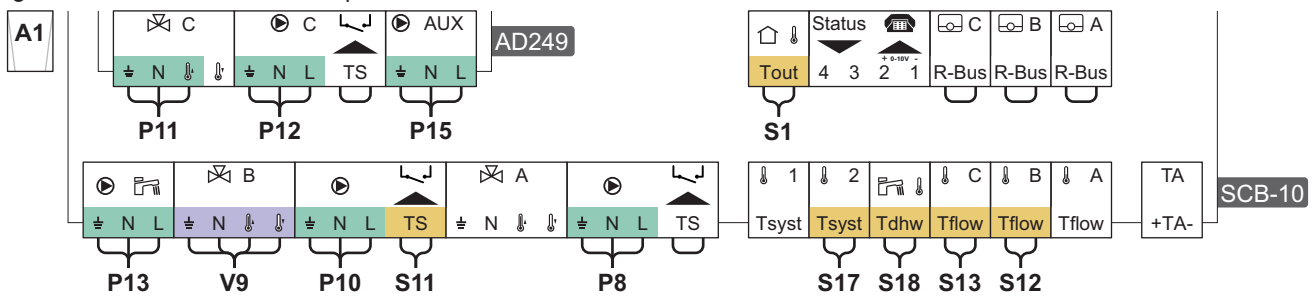 A1
C
C
AUX
AD249
Status
C
B
A
N
N L
TS
N L
Tout
4 3
+ 0-10V -
2 1
R-Bus
R-Bus
R-Bus
P11
P12
P15
S1
B
A
1
2
C
B
A
TA
SCB-10
N L
N
N L
TS
N
N L
TS
Tsyst
Tsyst
Tdhw
Tflow
Tflow
Tflow
+TA-
P13
V9
P10
S11
P8
S17
S18
S13
S12